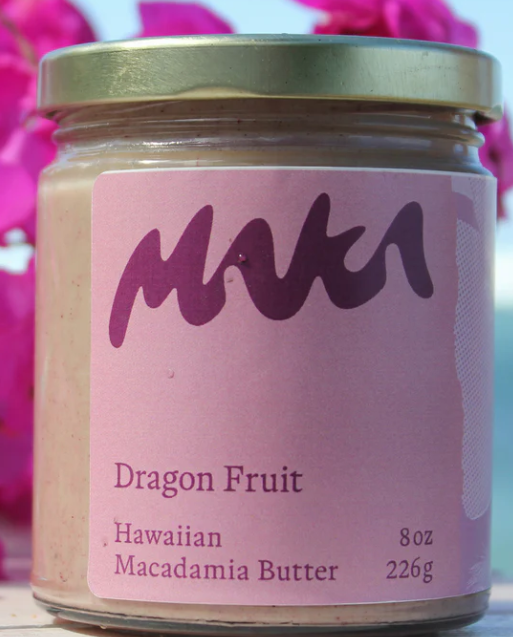 MAKA
Dragon Fruit
Hawaiian 8oz
Macadamia Butter 226g